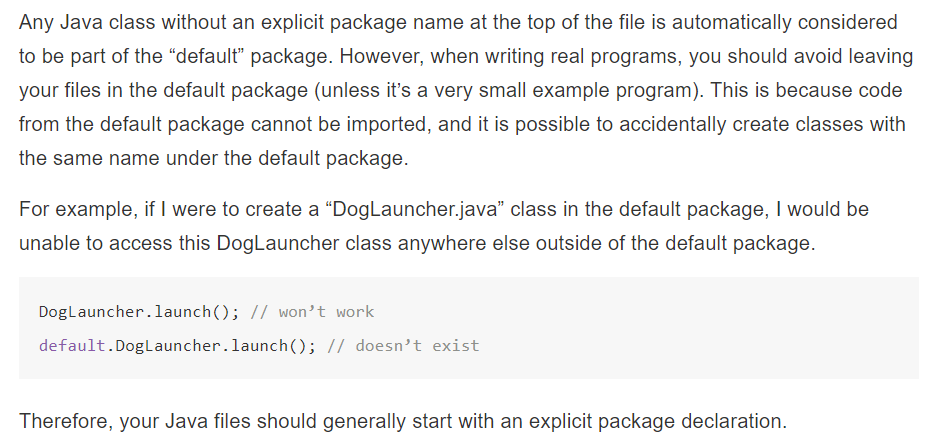 Any Java class without an explicit package name at the top of the file is automatically considered
to be part of the “default” package. However, when writing real programs, you should avoid leaving
your files in the default package (unless it’s a very small example program). This is because code
from the default package cannot be imported, and it is possible to accidentally create classes with
the same name under the default package.
For example, if I were to create a “DogLauncher.java” class in the default package, I would be
unable to access this DogLauncher class anywhere else outside of the default package.
DogLauncher.launch(); // won’t work
default.DogLauncher.launch(); // doesn’t exist
Therefore, your Java files should generally start with an explicit package declaration.